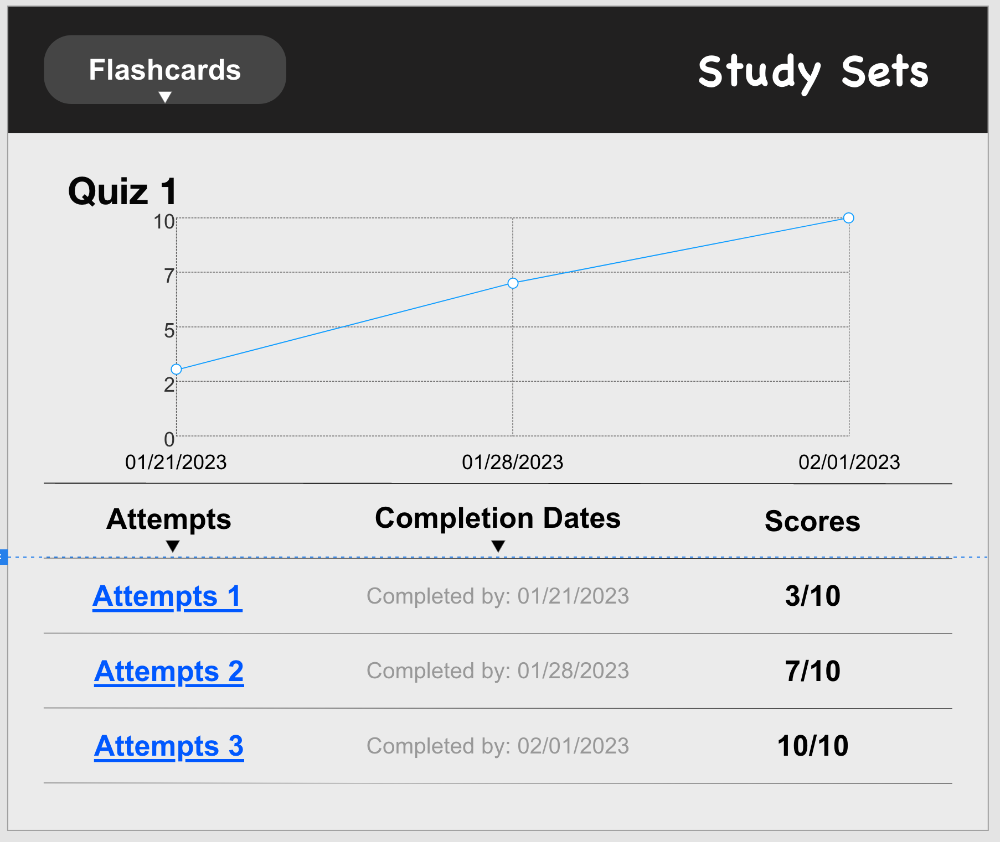 Flashcards
Study Sets
Quiz 1
10
7
5
2
0
01/21/2023 01/28/2023 02/01/2023
Attempts Completion Dates Scores
Attempts 1 Completed by: 01/21/2023 3/10
Attempts 2 Completed by: 01/28/2023 7/10
Attempts 3 Completed by: 02/01/2023 10/10